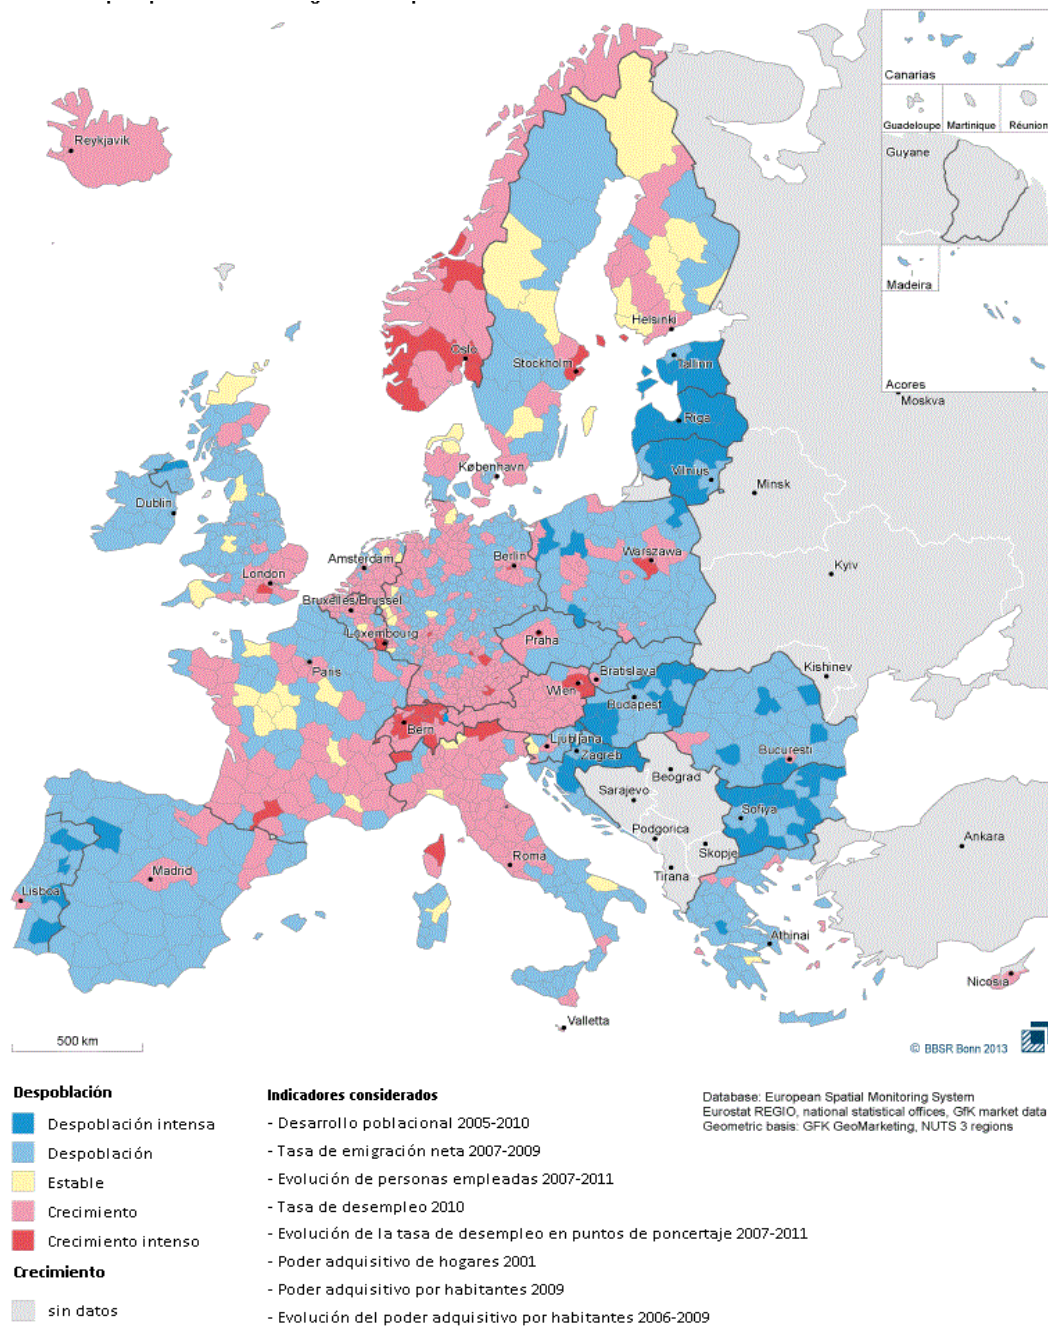 Canarias
Guadeloupe
Martinique
Réunion
Guyane
Madeira
Acores
Reykjavik
Helsinki
Oslo
Stockholm
Tallinn
Moskva
Riga
København
Vilnius
Minsk
Dublin
Amsterdam
Berlin
Warszawa
London
Kyiv
Bruxelles/Brussel
Luxembourg
Praha
Paris
Kishinev
Bratislava
Wien
Budapest
Bern
Ljubljana
Bucuresti
Zagreb
Beograd
Sarajevo
Sofiya
Podgorica
Ankara
Skopje
Roma
Tirana
Madrid
Lisboa
Athinai
Nicosia
Valletta
500 km
© BBSR Bonn 2013
Despoblación
Despoblación intensa
Despoblación
Estable
Crecimiento
Crecimiento intenso
Crecimiento
sin datos
Indicadores considerados
- Desarrollo poblacional 2005-2010
- Tasa de emigración neta 2007-2009
- Evolución de personas empleadas 2007-2011
- Tasa de desempleo 2010
- Evolución de la tasa de desempleo en puntos de poncertaje 2007-2011
- Poder adquisitivo de hogares 2001
- Poder adquisitivo por habitantes 2009
- Evolución del poder adquisitivo por habitantes 2006-2009
Database: European Spatial Monitoring System
Eurostat REGIO, national statistical offices, GfK market data
Geometric basis: GFK GeoMarketing, NUTS 3 regions